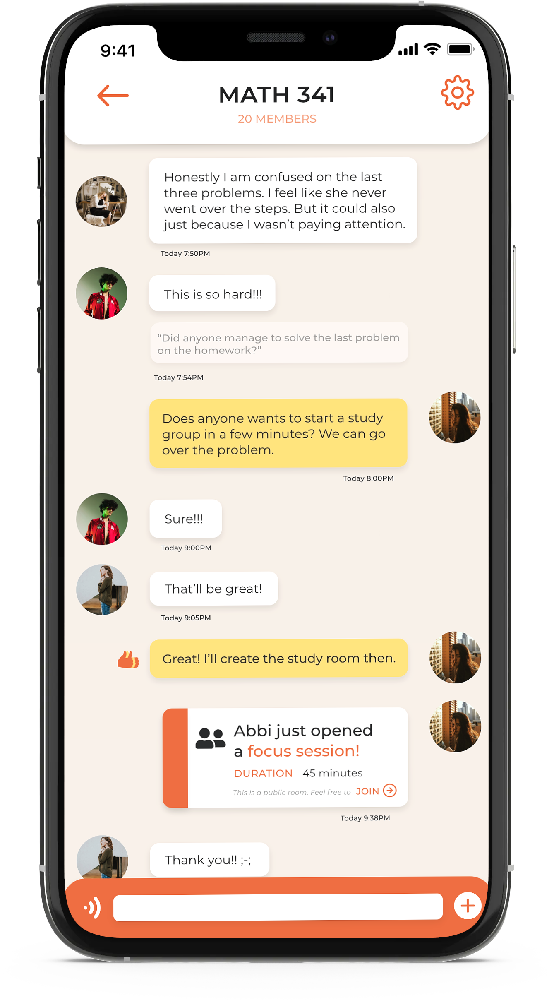 9:41
MATH 341
20 MEMBERS
Honestly I am confused on the last
three problems. I feel like she never
went over the steps. But it could also
just because I wasn't paying attention.
Today 7:50PM
This is so hard!!!
“Did anyone manage to solve the last problem
on the homework?”
Today 7:54PM
Does anyone wants to start a study
group in a few minutes? We can go
over the problem.
Today 8:00PM
Sure!!!
Today 9:00PM
That’ll be great!
Today 9:05PM
Great! I’ll create the study room then.
Abbi just opened
a focus session!
DURATION 45 minutes
This is a public room. Feel free to JOIN
Today 9:38PM
Thank you!! ;-;